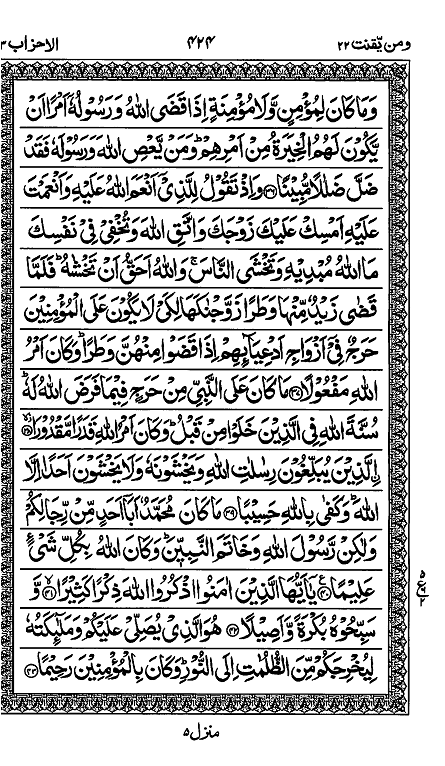 ومن يقنت ٢٢ ٤٢٤ الاحزاب ٣
وَمَا كَانَ لِمُؤْمِنٍ وَّلَا مُؤْمِنَةٍ اِذَا قَضَى اللّٰهُ وَرَسُوْلُهٗۤ اَمْرًا اَنْ
يَّكُوْنَ لَهُمُ الْخِيَرَةُ مِنْ اَمْرِهِمْ ؕ وَمَنْ يَّعْصِ اللّٰهَ وَرَسُوْلَهٗ فَقَدْ
ضَلَّ ضَلٰلًا مُّبِيْنًا ﴿۳۶﴾ وَاِذْ تَقُوْلُ لِلَّذِيْۤ اَنْعَمَ اللّٰهُ عَلَيْهِ وَاَنْعَمْتَ
عَلَيْهِ اَمْسِكْ عَلَيْكَ زَوْجَكَ وَاتَّقِ اللّٰهَ وَتُخْفِيْ فِيْ نَفْسِكَ
مَا اللّٰهُ مُبْدِيْهِ وَتَخْشَى النَّاسَ ۚ وَاللّٰهُ اَحَقُّ اَنْ تَخْشٰىهُ ؕ فَلَمَّا
قَضٰى زَيْدٌ مِّنْهَا وَطَرًا زَوَّجْنٰكَهَا لِكَيْ لَا يَكُوْنَ عَلَى الْمُؤْمِنِيْنَ
حَرَجٌ فِيْۤ اَزْوَاجِ اَدْعِيَآئِهِمْ اِذَا قَضَوْا مِنْهُنَّ وَطَرًا ؕ وَكَانَ اَمْرُ
اللّٰهِ مَفْعُوْلًا ﴿۳۷﴾ مَا كَانَ عَلَى النَّبِيِّ مِنْ حَرَجٍ فِيْمَا فَرَضَ اللّٰهُ لَهٗ ؕ
سُنَّةَ اللّٰهِ فِي الَّذِيْنَ خَلَوْا مِنْ قَبْلُ ؕ وَكَانَ اَمْرُ اللّٰهِ قَدَرًا مَّقْدُوْرًا ﴿۳۸﴾
الَّذِيْنَ يُبَلِّغُوْنَ رِسٰلٰتِ اللّٰهِ وَيَخْشَوْنَهٗ وَلَا يَخْشَوْنَ اَحَدًا اِلَّا
اللّٰهَ ؕ وَكَفٰى بِاللّٰهِ حَسِيْبًا ﴿۳۹﴾ مَا كَانَ مُحَمَّدٌ اَبَاۤ اَحَدٍ مِّنْ رِّجَالِكُمْ
وَلٰكِنْ رَّسُوْلَ اللّٰهِ وَخَاتَمَ النَّبِيّٖنَ ؕ وَكَانَ اللّٰهُ بِكُلِّ شَيْءٍ
عَلِيْمًا ﴿۴۰﴾ يٰۤاَيُّهَا الَّذِيْنَ اٰمَنُوا اذْكُرُوا اللّٰهَ ذِكْرًا كَثِيْرًا ﴿۴۱﴾ وَّ
سَبِّحُوْهُ بُكْرَةً وَّاَصِيْلًا ﴿۴۲﴾ هُوَ الَّذِيْ يُصَلِّيْ عَلَيْكُمْ وَمَلٰٓئِكَتُهٗ
لِيُخْرِجَكُمْ مِّنَ الظُّلُمٰتِ اِلَى النُّوْرِ ؕ وَكَانَ بِالْمُؤْمِنِيْنَ رَحِيْمًا ﴿۴۳﴾
منزل ٥